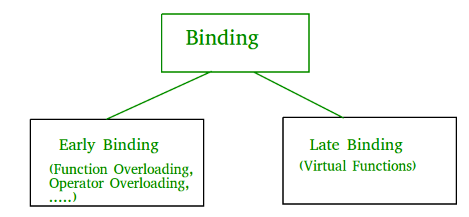 Binding
Early Binding
(Function Overloading,
Operator Overloading,
.....)
Late Binding
(Virtual Functions)